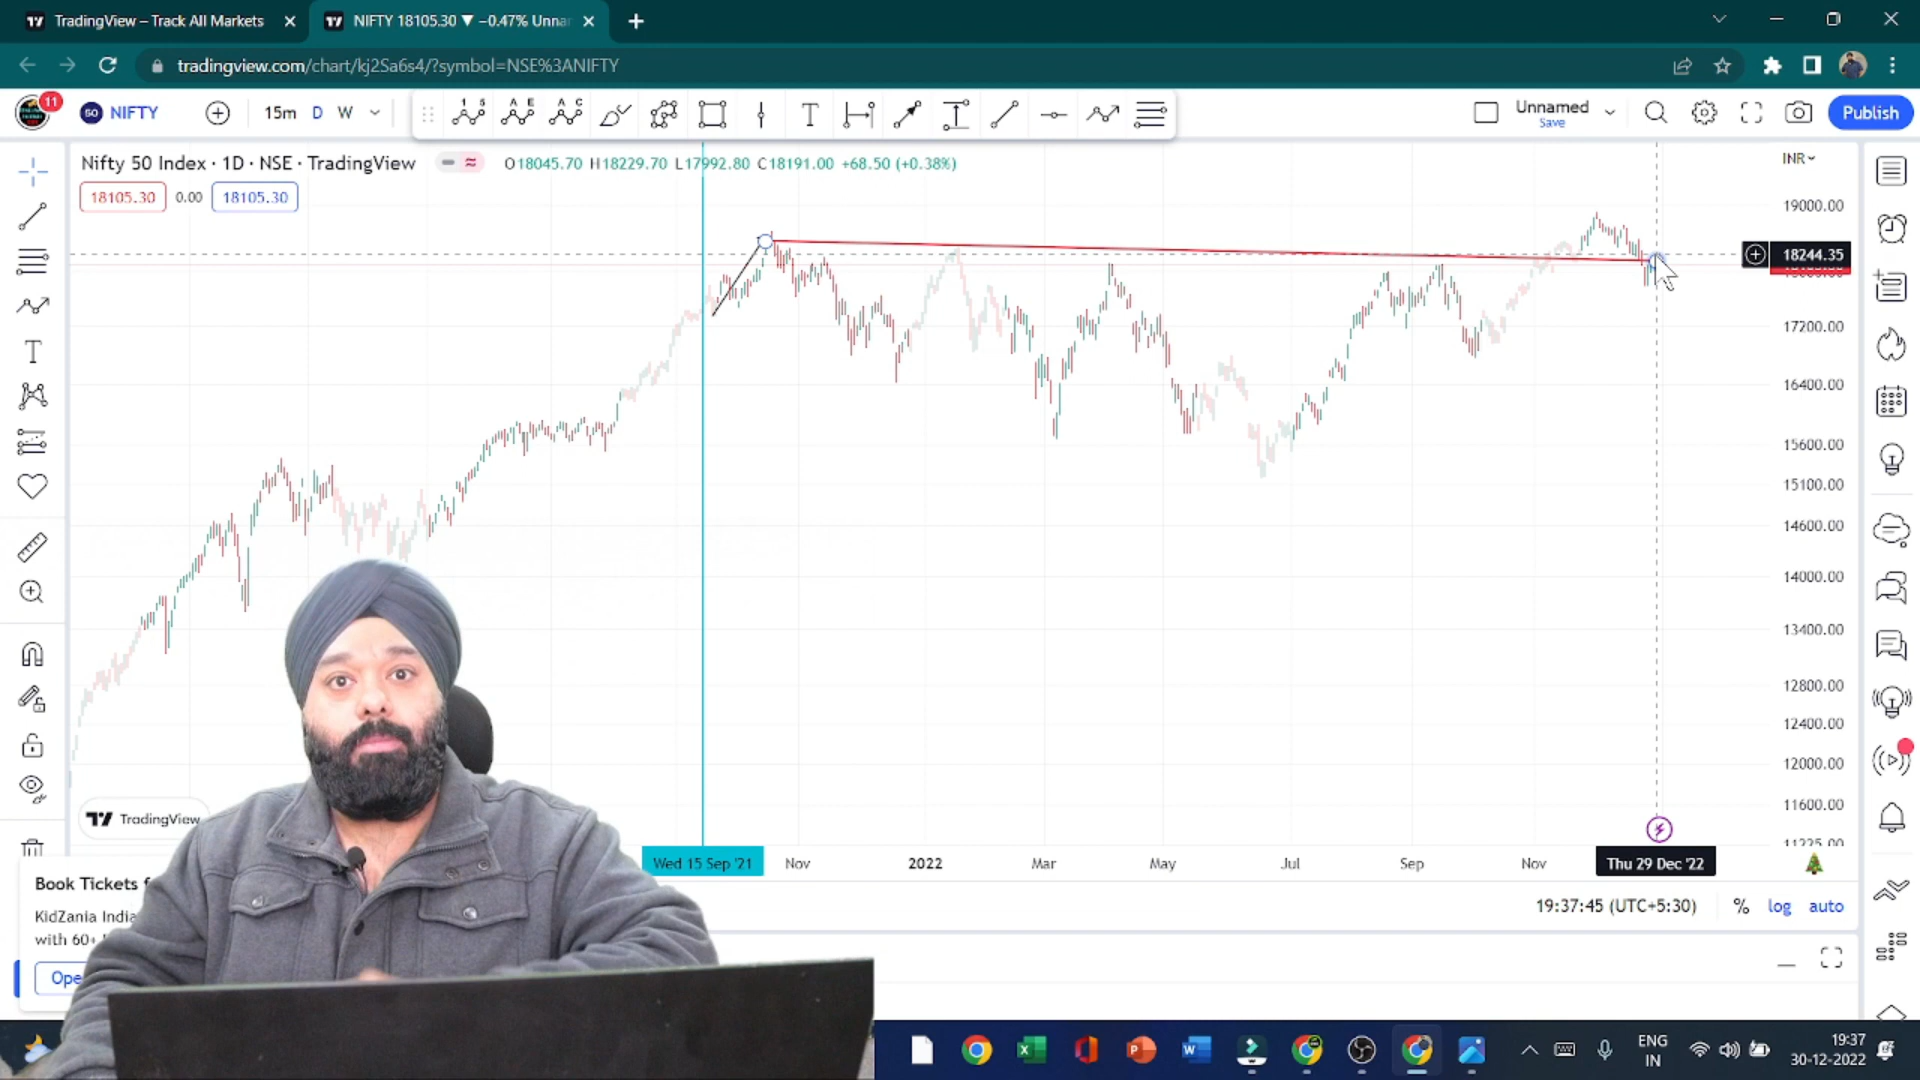 TradingView – Track All Markets
NIFTY 18105.30 ▼ −0.47% Unna
tradingview.com/chart/kj2Sa6s4/?symbol=NSE%3ANIFTY
11
50 NIFTY
15m D W
1 5
A E
A C
T
Unnamed
Save
Publish
Nifty 50 Index · 1D · NSE · TradingView
O18045.70 H18229.70 L17992.80 C18191.00 +68.50 (+0.38%)
18105.30 0.00 18105.30
INR
19000.00
18244.35
17200.00
16400.00
15600.00
15100.00
14600.00
14000.00
13400.00
12800.00
12400.00
12000.00
11600.00
TradingView
Wed 15 Sep '21
Nov
2022
Mar
May
Jul
Sep
Nov
Thu 29 Dec '22
Book Tickets f
KidZania India
with 60+
Ope
19:37:45 (UTC+5:30)
% log auto
ENG
IN
19:37
30-12-2022